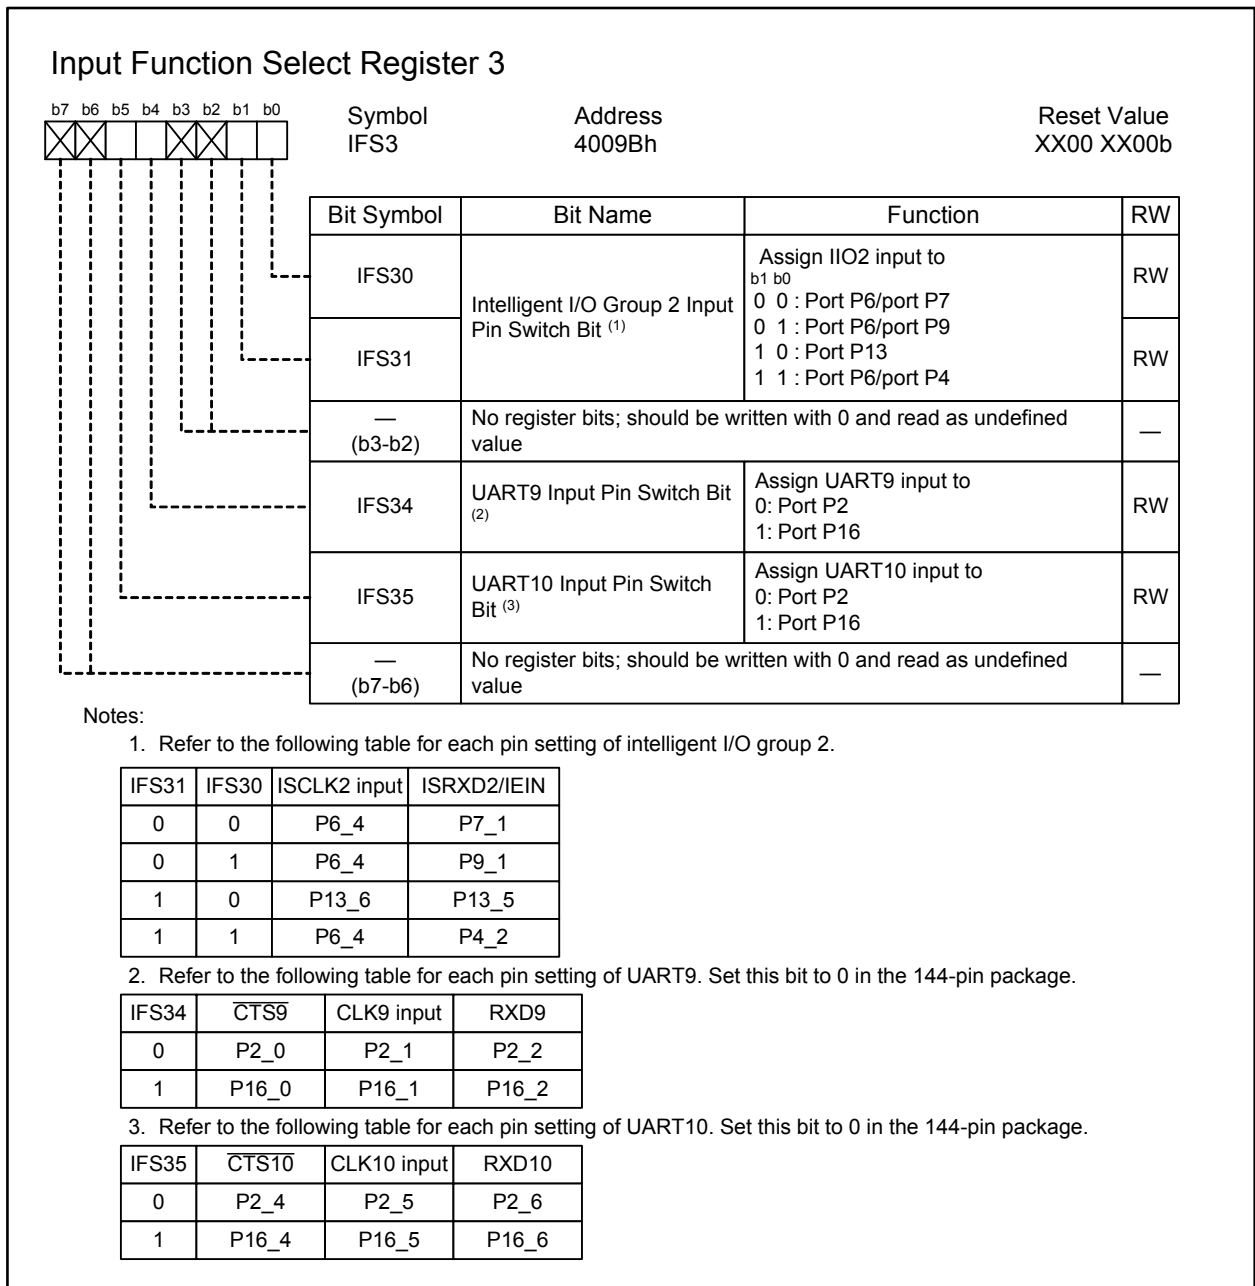 Input Function Select Register 3
b7 b6 b5 b4 b3 b2 b1 b0
Symbol Address Reset Value
IFS3 4009Bh XX00 XX00b
Bit Symbol Bit Name Function RW
IFS30 Intelligent I/O Group 2 Input Pin Switch Bit (1) Assign IIO2 input to RW
b1 b0
0 0 : Port P6/port P7
0 1 : Port P6/port P9
IFS31 1 0 : Port P13 RW
1 1 : Port P6/port P4
— (b3-b2) No register bits; should be written with 0 and read as undefined value —
IFS34 UART9 Input Pin Switch Bit (2) Assign UART9 input to RW
0: Port P2
1: Port P16
IFS35 UART10 Input Pin Switch Bit (3) Assign UART10 input to RW
0: Port P2
1: Port P16
— (b7-b6) No register bits; should be written with 0 and read as undefined value —
Notes:
1. Refer to the following table for each pin setting of intelligent I/O group 2.
IFS31 IFS30 ISCLK2 input ISRXD2/IEIN
0 0 P6_4 P7_1
0 1 P6_4 P9_1
1 0 P13_6 P13_5
1 1 P6_4 P4_2
2. Refer to the following table for each pin setting of UART9. Set this bit to 0 in the 144-pin package.
IFS34 CTS9 CLK9 input RXD9
0 P2_0 P2_1 P2_2
1 P16_0 P16_1 P16_2
3. Refer to the following table for each pin setting of UART10. Set this bit to 0 in the 144-pin package.
IFS35 CTS10 CLK10 input RXD10
0 P2_4 P2_5 P2_6
1 P16_4 P16_5 P16_6